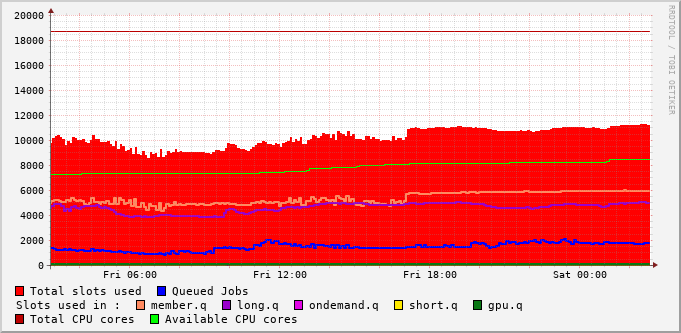 20000
18000
16000
14000
12000
10000
8000
6000
4000
2000
0
Fri 06:00 Fri 12:00 Fri 18:00 Sat 00:00
Total slots used Queued Jobs
Slots used in : member.q long.q ondemand.q short.q gpu.q
Total CPU cores Available CPU cores
RRDTOOL / TOBI OETIKER